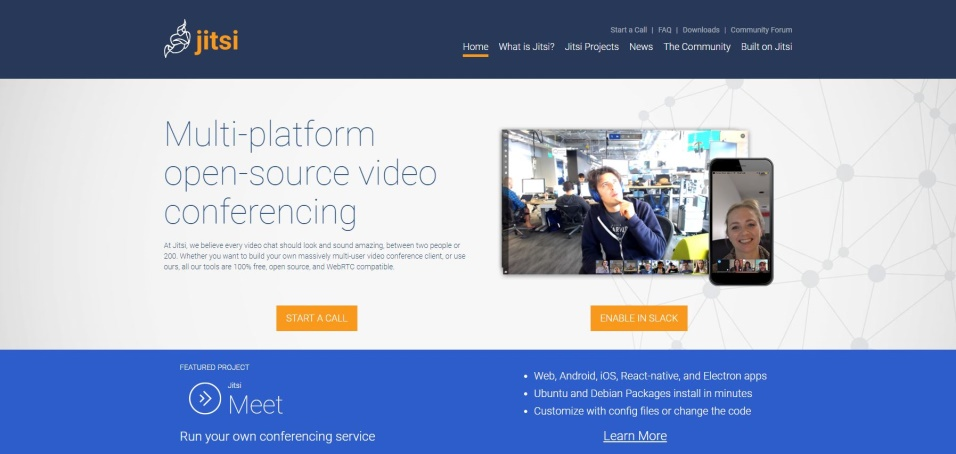 jitsi
Start a Call | FAQ | Downloads | Community Forum
Home What is Jitsi? Jitsi Projects News The Community Built on Jitsi
Multi-platform
open-source video
conferencing
At Jitsi, we believe every video chat should look and sound amazing, between two people or
200. Whether you want to build your own massively multi-user video conference client, or use
ours, all our tools are 100% free, open source, and WebRTC compatible.
START A CALL
ENABLE IN SLACK
FEATURED PROJECT
Jitsi
Meet
Run your own conferencing service
• Web, Android, iOS, React-native, and Electron apps
• Ubuntu and Debian Packages install in minutes
• Customize with config files or change the code
Learn More